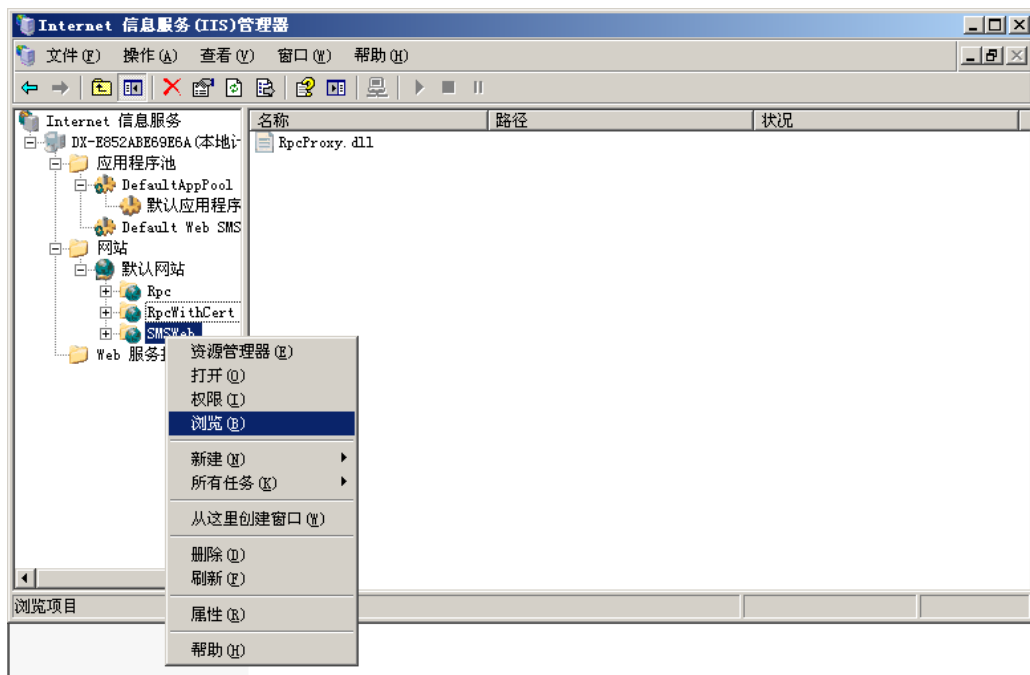 Internet 信息服务(IIS)管理器
文件(F) 操作(A) 查看(V) 窗口(W) 帮助(H)
Internet 信息服务
名称 路径 状况
DX-E852ABE69E6A(本地计
RpcProxy.dll
应用程序池
DefaultAppPool
默认应用程序
Default Web SMS
网站
默认网站
Rpc
RpcWithCert
SMSWeb
Web 服务
资源管理器(E)
打开(O)
权限(I)
浏览(B)
新建(N)
所有任务(K)
从这里创建窗口(W)
删除(D)
刷新(F)
浏览项目
属性(R)
帮助(H)